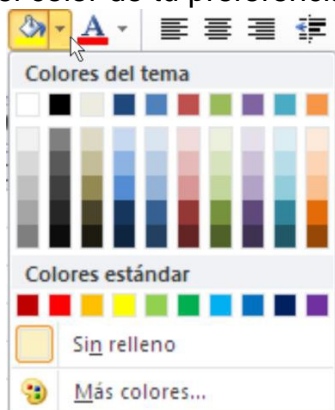 el color de tu preferencia
A
Colores del tema
Colores estándar
Sin relleno
Más colores...